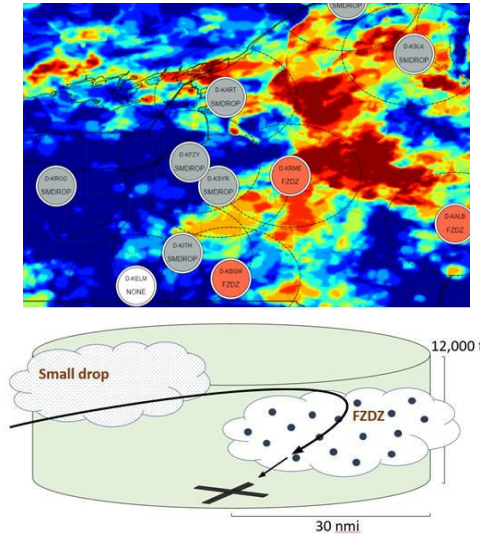 SMDROP
D-KSLK
SMDROP
D-KART
SMDROP
D-KFZY
SMDROP
D-KRME
FZDZ
D-KROC
SMDROP
D-KSYR
SMDROP
D-KALB
FZDZ
D-KITH
SMDROP
D-KBGM
FZDZ
D-KELM
NONE
12,000 f
Small drop
FZDZ
30 nmi